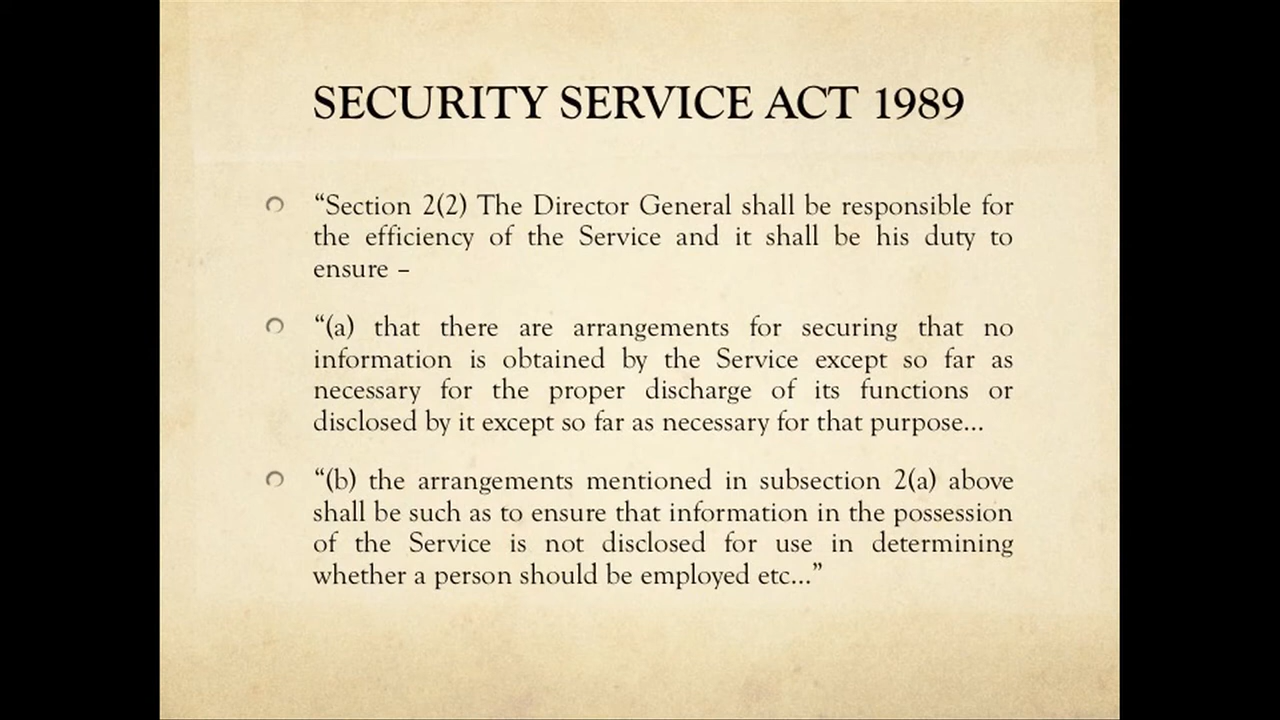 SECURITY SERVICE ACT 1989
“Section 2(2) The Director General shall be responsible for
the efficiency of the Service and it shall be his duty to
ensure –
“(a) that there are arrangements for securing that no
information is obtained by the Service except so far as
necessary for the proper discharge of its functions or
disclosed by it except so far as necessary for that purpose...
“(b) the arrangements mentioned in subsection 2(a) above
shall be such as to ensure that information in the possession
of the Service is not disclosed for use in determining
whether a person should be employed etc...”